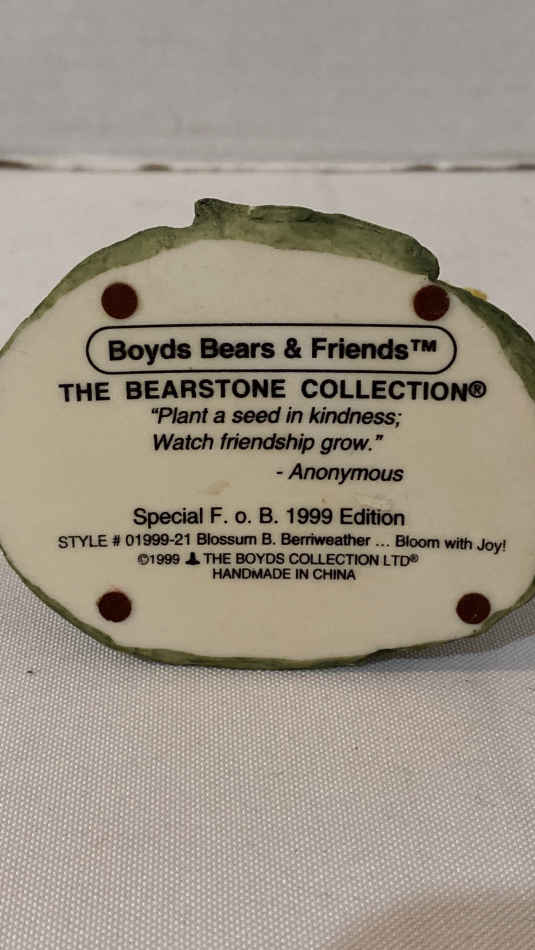 Boyds Bears & Friends™
THE BEARSTONE COLLECTION®
"Plant a seed in kindness;
Watch friendship grow."
- Anonymous
Special F. o. B. 1999 Edition
STYLE # 01999-21 Blossum B. Berriweather ... Bloom with Joy!
©1999 THE BOYDS COLLECTION LTD®
HANDMADE IN CHINA